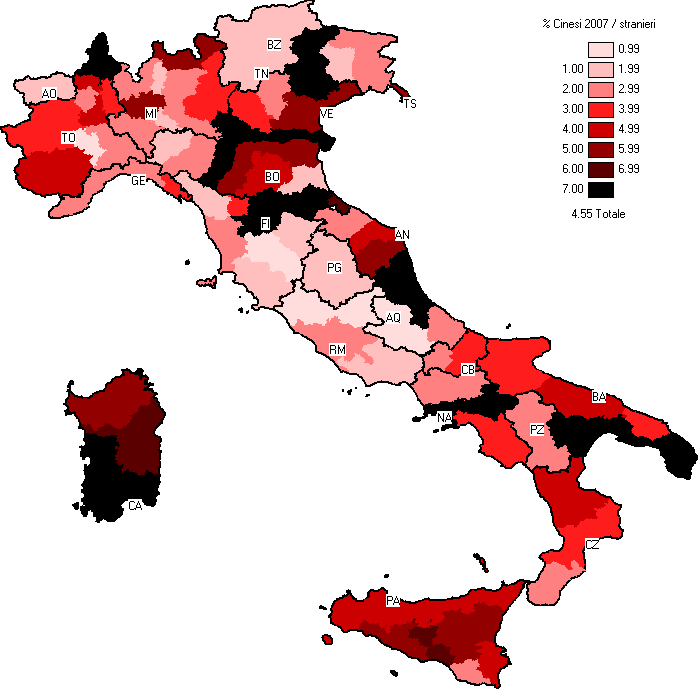 % Cinesi 2007 / stranieri
0.99
1.00 1.99
2.00 2.99
3.00 3.99
4.00 4.99
5.00 5.99
6.00 6.99
7.00
4.55 Totale
BZ
TN
AO
MI
TS
VE
TO
BO
GE
FI
AN
PG
AQ
RM
CB
BA
NA
PZ
CA
CZ
PA